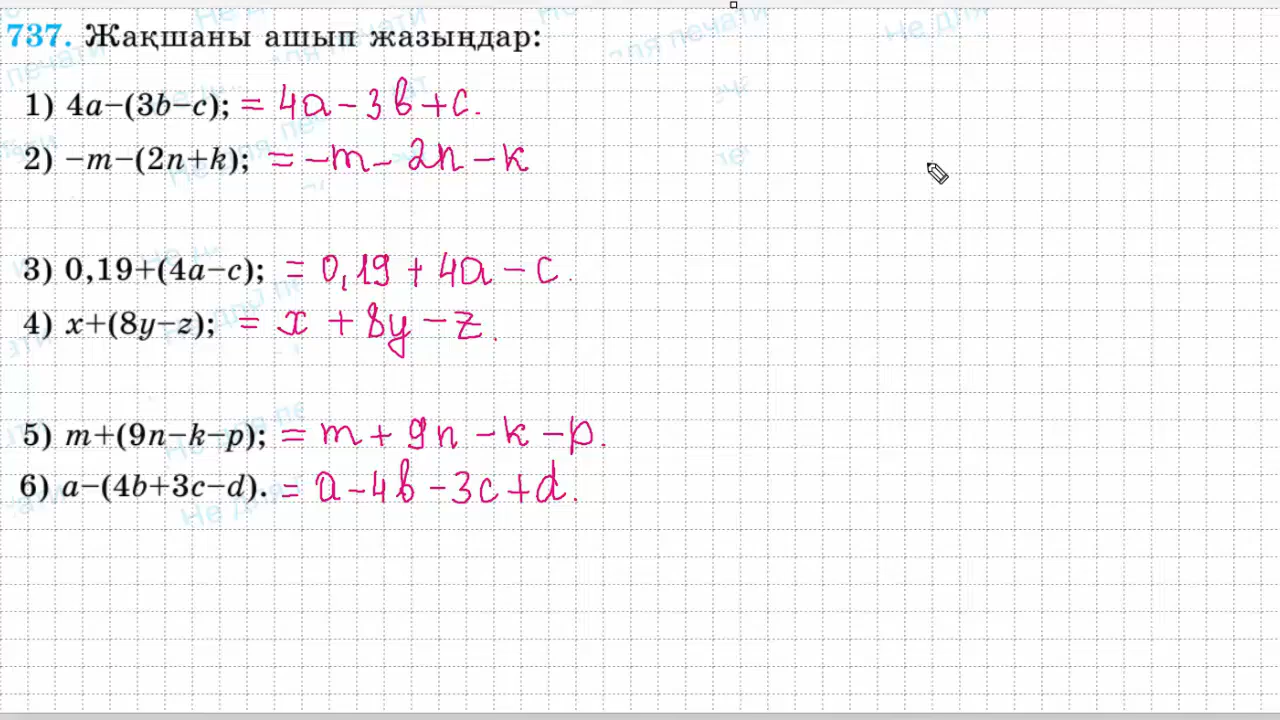 737. Жақшаны ашып жазыңдар:
1) 4a−(3b−c); = 4a − 3b + c.
2) −m−(2n+k); = −m − 2n − k
3) 0,19+(4a−c); = 0,19 + 4a − c.
4) x+(8y−z); = x + 8y − z.
5) m+(9n−k−p); = m + 9n − k − p.
6) a−(4b+3c−d). = a − 4b − 3c + d.